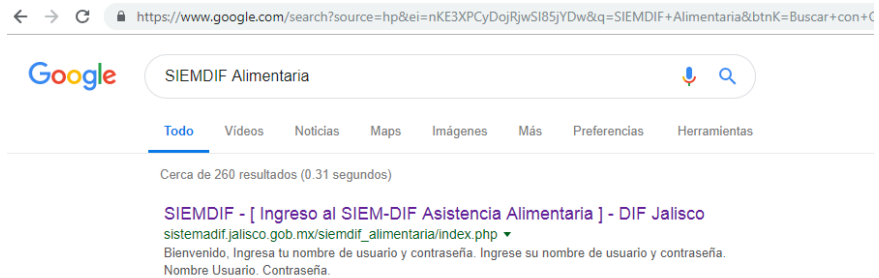 https://www.google.com/search?source=hp&ei=nKE3XPCyDojRjwSI85jYDw&q=SIEMDIF+Alimentaria&btnK=Buscar+con+G
Google SIEMDIF Alimentaria
Todo Vídeos Noticias Maps Imágenes Más Preferencias Herramientas
Cerca de 260 resultados (0.31 segundos)
SIEMDIF - [ Ingreso al SIEM-DIF Asistencia Alimentaria ] - DIF Jalisco
sistemadif.jalisco.gob.mx/siemdif_alimentaria/index.php
Bienvenido, Ingresa tu nombre de usuario y contraseña. Ingrese su nombre de usuario y contraseña.
Nombre Usuario. Contraseña.